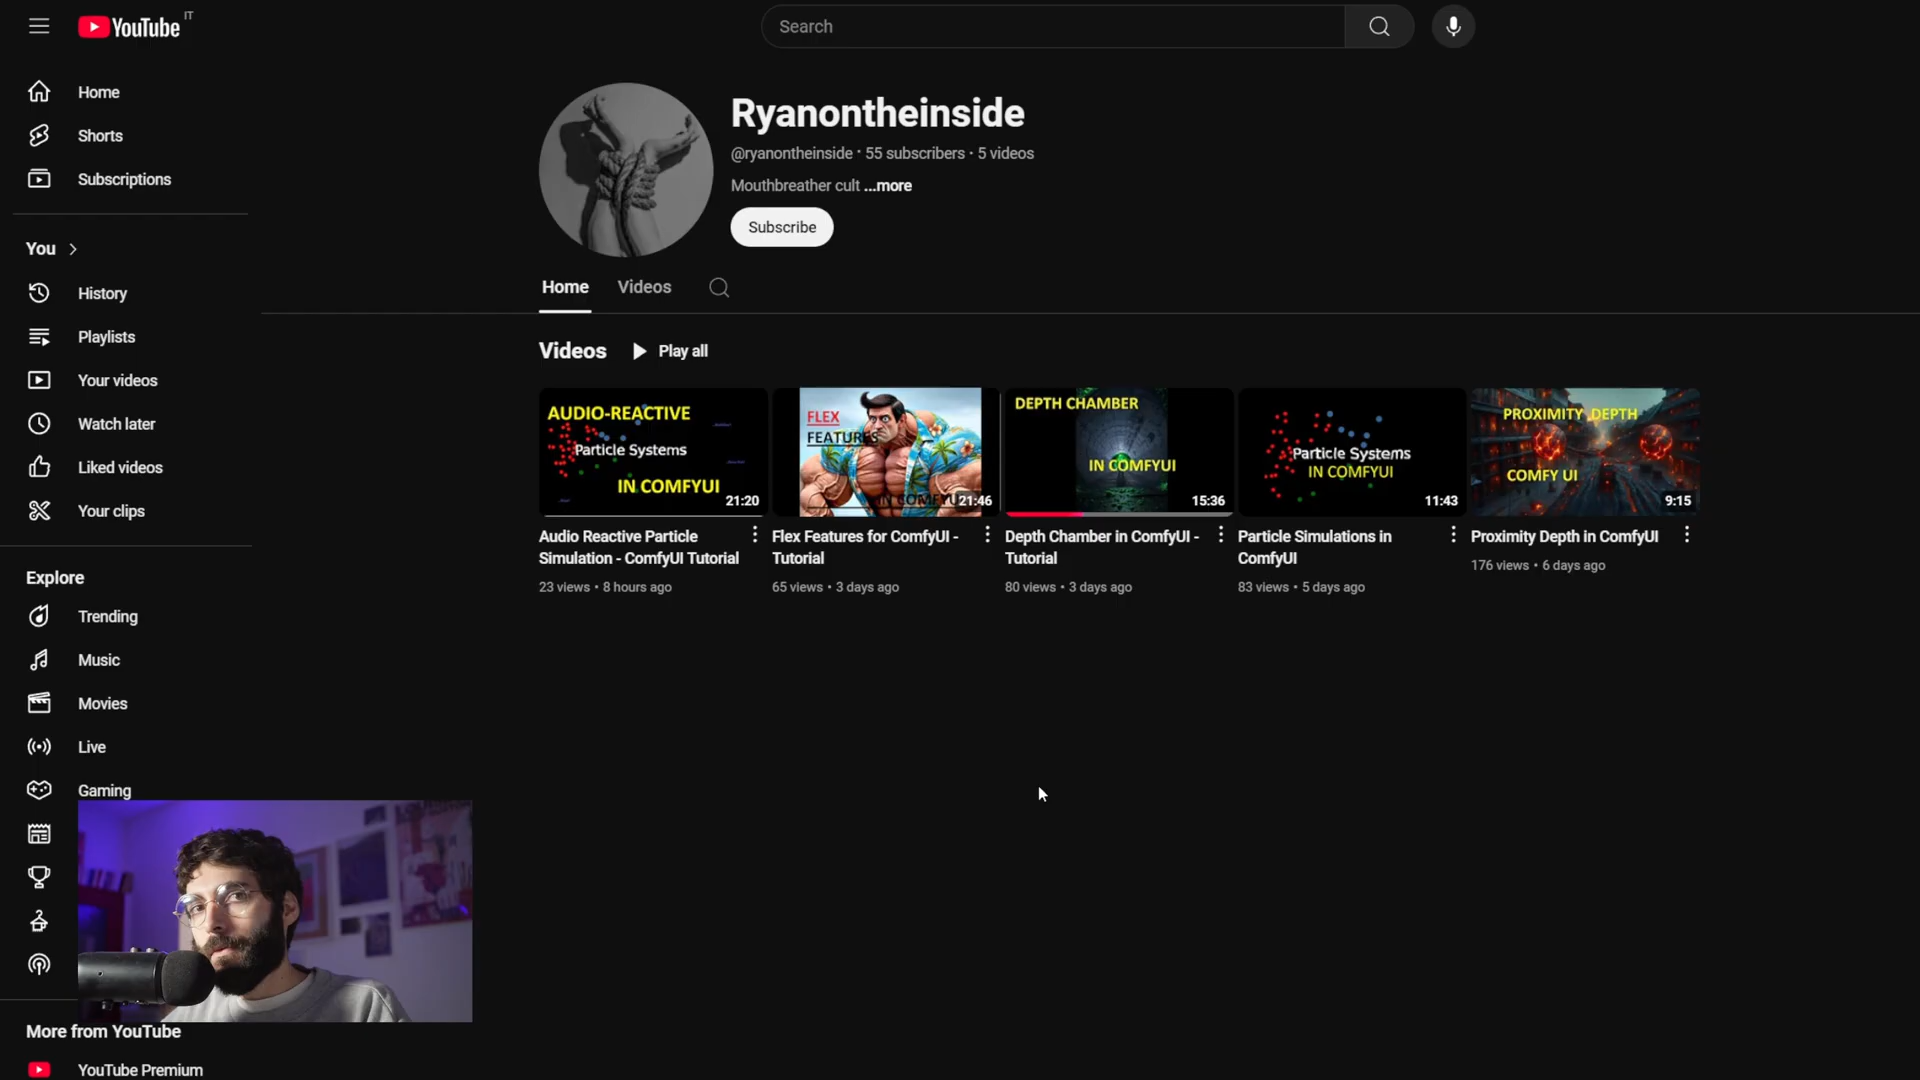 YouTube IT
Search
Home
Shorts
Subscriptions
You
History
Playlists
Your videos
Watch later
Liked videos
Your clips
Explore
Trending
Music
Movies
Live
Gaming
More from YouTube
YouTube Premium
Ryanontheinside
@ryanontheinside · 55 subscribers · 5 videos
Mouthbreather cult ...more
Subscribe
Home Videos
Videos Play all
AUDIO-REACTIVE
Particle Systems
IN COMFYUI
21:20
Audio Reactive Particle
Simulation - ComfyUI Tutorial
23 views • 8 hours ago
FLEX
FEATURES
IN COMFYUI
21:46
Flex Features for ComfyUI -
Tutorial
65 views • 3 days ago
DEPTH CHAMBER
IN COMFYUI
15:36
Depth Chamber in ComfyUI -
Tutorial
80 views • 3 days ago
Particle Systems
IN COMFYUI
11:43
Particle Simulations in
ComfyUI
83 views • 5 days ago
PROXIMITY DEPTH
COMFY UI
9:15
Proximity Depth in ComfyUI
176 views • 6 days ago